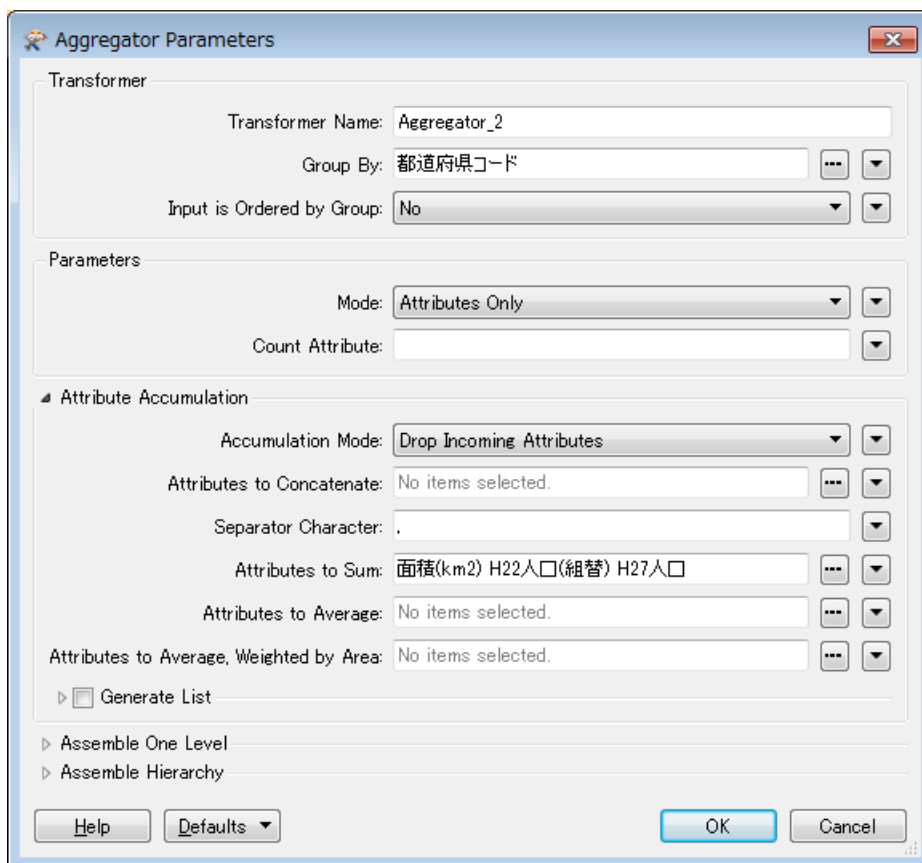 Aggregator Parameters
Transformer
Transformer Name: Aggregator_2
Group By: 都道府県コード
Input is Ordered by Group: No
Parameters
Mode: Attributes Only
Count Attribute:
Attribute Accumulation
Accumulation Mode: Drop Incoming Attributes
Attributes to Concatenate: No items selected.
Separator Character: ,
Attributes to Sum: 面積(km2) H22人口(組替) H27人口
Attributes to Average: No items selected.
Attributes to Average, Weighted by Area: No items selected.
Generate List
Assemble One Level
Assemble Hierarchy
Help Defaults OK Cancel